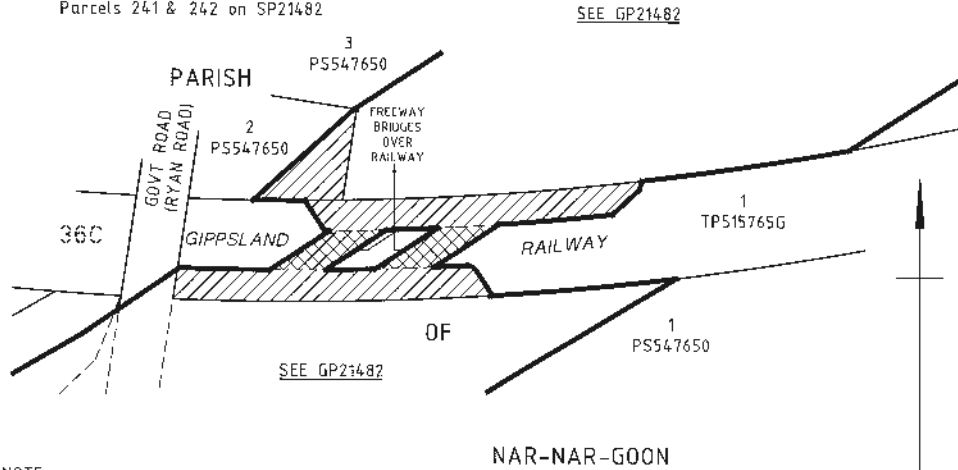 Parcels 241 & 242 on SP21482
SEE GP21482
3
PS547650
PARISH
FREEWAY
BRIDGES
OVER
RAILWAY
2
PS547650
GOVT ROAD
(RYAN ROAD)
36C
GIPPSLAND
RAILWAY
1
TP515765G
OF
1
PS547650
SEE GP21482
NAR-NAR-GOON
NOTE